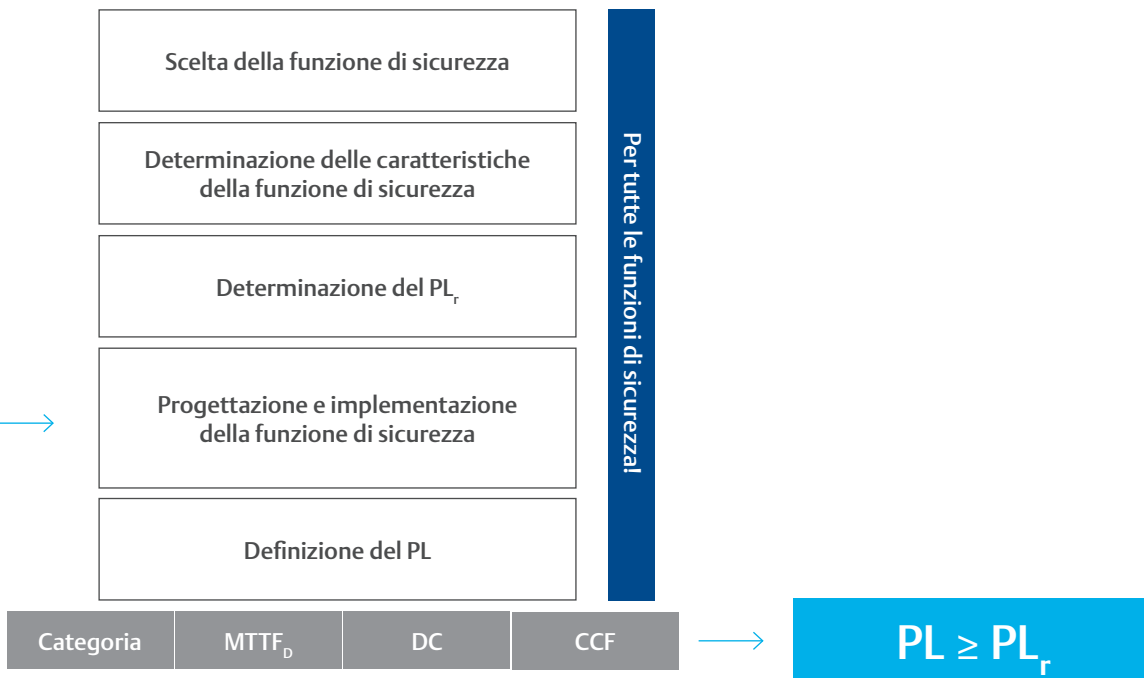 Scelta della funzione di sicurezza
Determinazione delle caratteristiche
della funzione di sicurezza
Determinazione del PLr
Progettazione e implementazione
della funzione di sicurezza
Definizione del PL
Per tutte le funzioni di sicurezza!
Categoria
MTTFD
DC
CCF
PL ≥ PLr